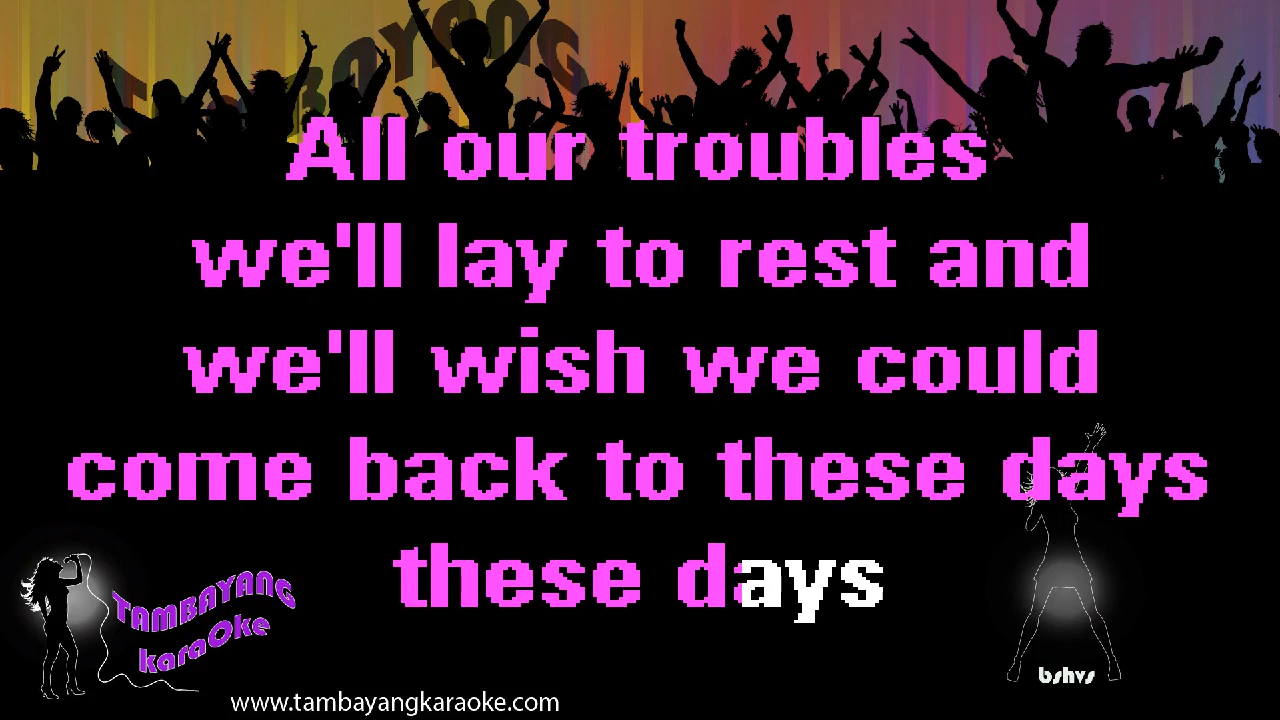 TAMBAYANG
All our troubles
we'll lay to rest and
we'll wish we could
come back to these days
these days
TAMBAYANG
karaOke
bshvs
www.tambayangkaraoke.com